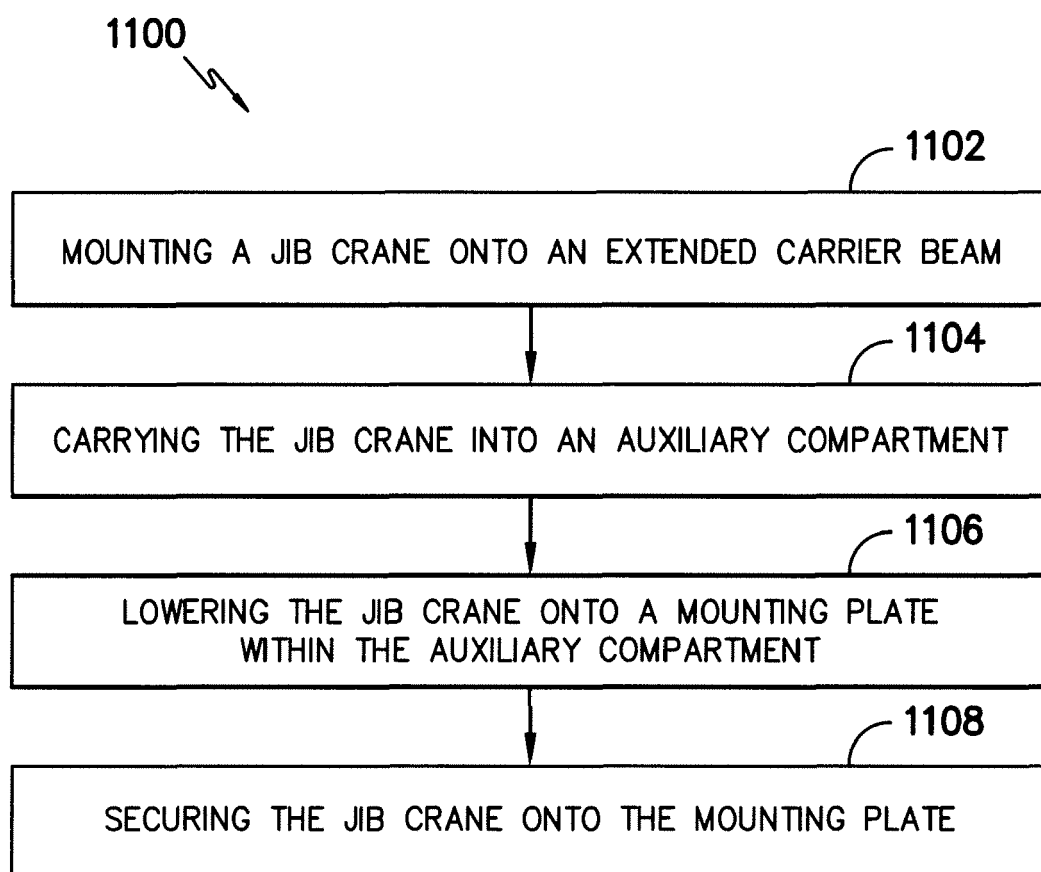 1100
1102
MOUNTING A JIB CRANE ONTO AN EXTENDED CARRIER BEAM
1104
CARRYING THE JIB CRANE INTO AN AUXILIARY COMPARTMENT
1106
LOWERING THE JIB CRANE ONTO A MOUNTING PLATE
WITHIN THE AUXILIARY COMPARTMENT
1108
SECURING THE JIB CRANE ONTO THE MOUNTING PLATE